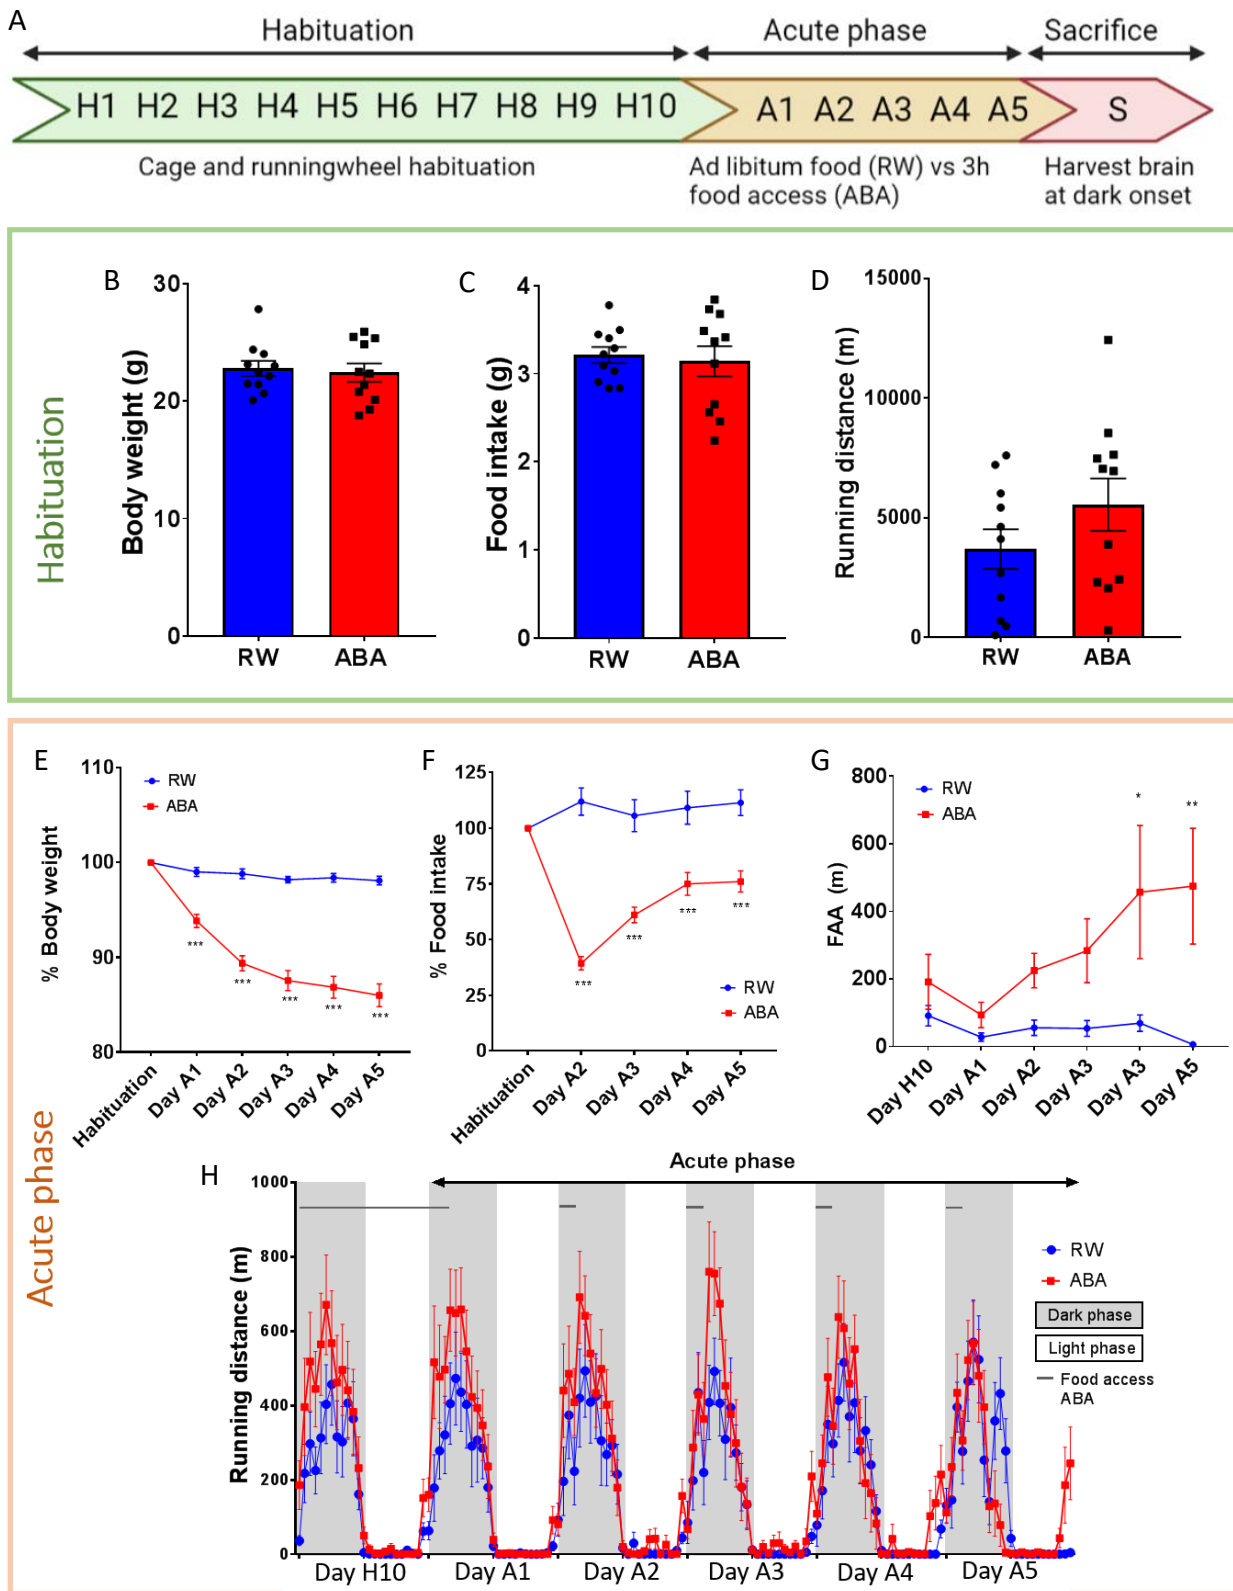 A
Habituation Acute phase Sacrifice
H1 H2 H3 H4 H5 H6 H7 H8 H9 H10 A1 A2 A3 A4 A5 S
Cage and runningwheel habituation
Ad libitum food (RW) vs 3h
food access (ABA)
Harvest brain
at dark onset
Habituation
B
Body weight (g)
30
20
10
0
RW ABA
C
Food intake (g)
4
3
2
1
0
RW ABA
D
Running distance (m)
15000
10000
5000
0
RW ABA
Acute phase
E
% Body weight
110
100
90
80
RW
ABA
***
***
***
***
***
Habituation
Day A1
Day A2
Day A3
Day A4
Day A5
F
% Food intake
125
100
75
50
25
0
***
***
***
***
RW
ABA
Habituation
Day A2
Day A3
Day A4
Day A5
G
FAA (m)
800
600
400
200
0
RW
ABA
*
**
Day H10
Day A1
Day A2
Day A3
Day A3
Day A5
H
Acute phase
Running distance (m)
1000
800
600
400
200
0
Day H10 Day A1 Day A2 Day A3 Day A4 Day A5
RW
ABA
Dark phase
Light phase
Food access
ABA